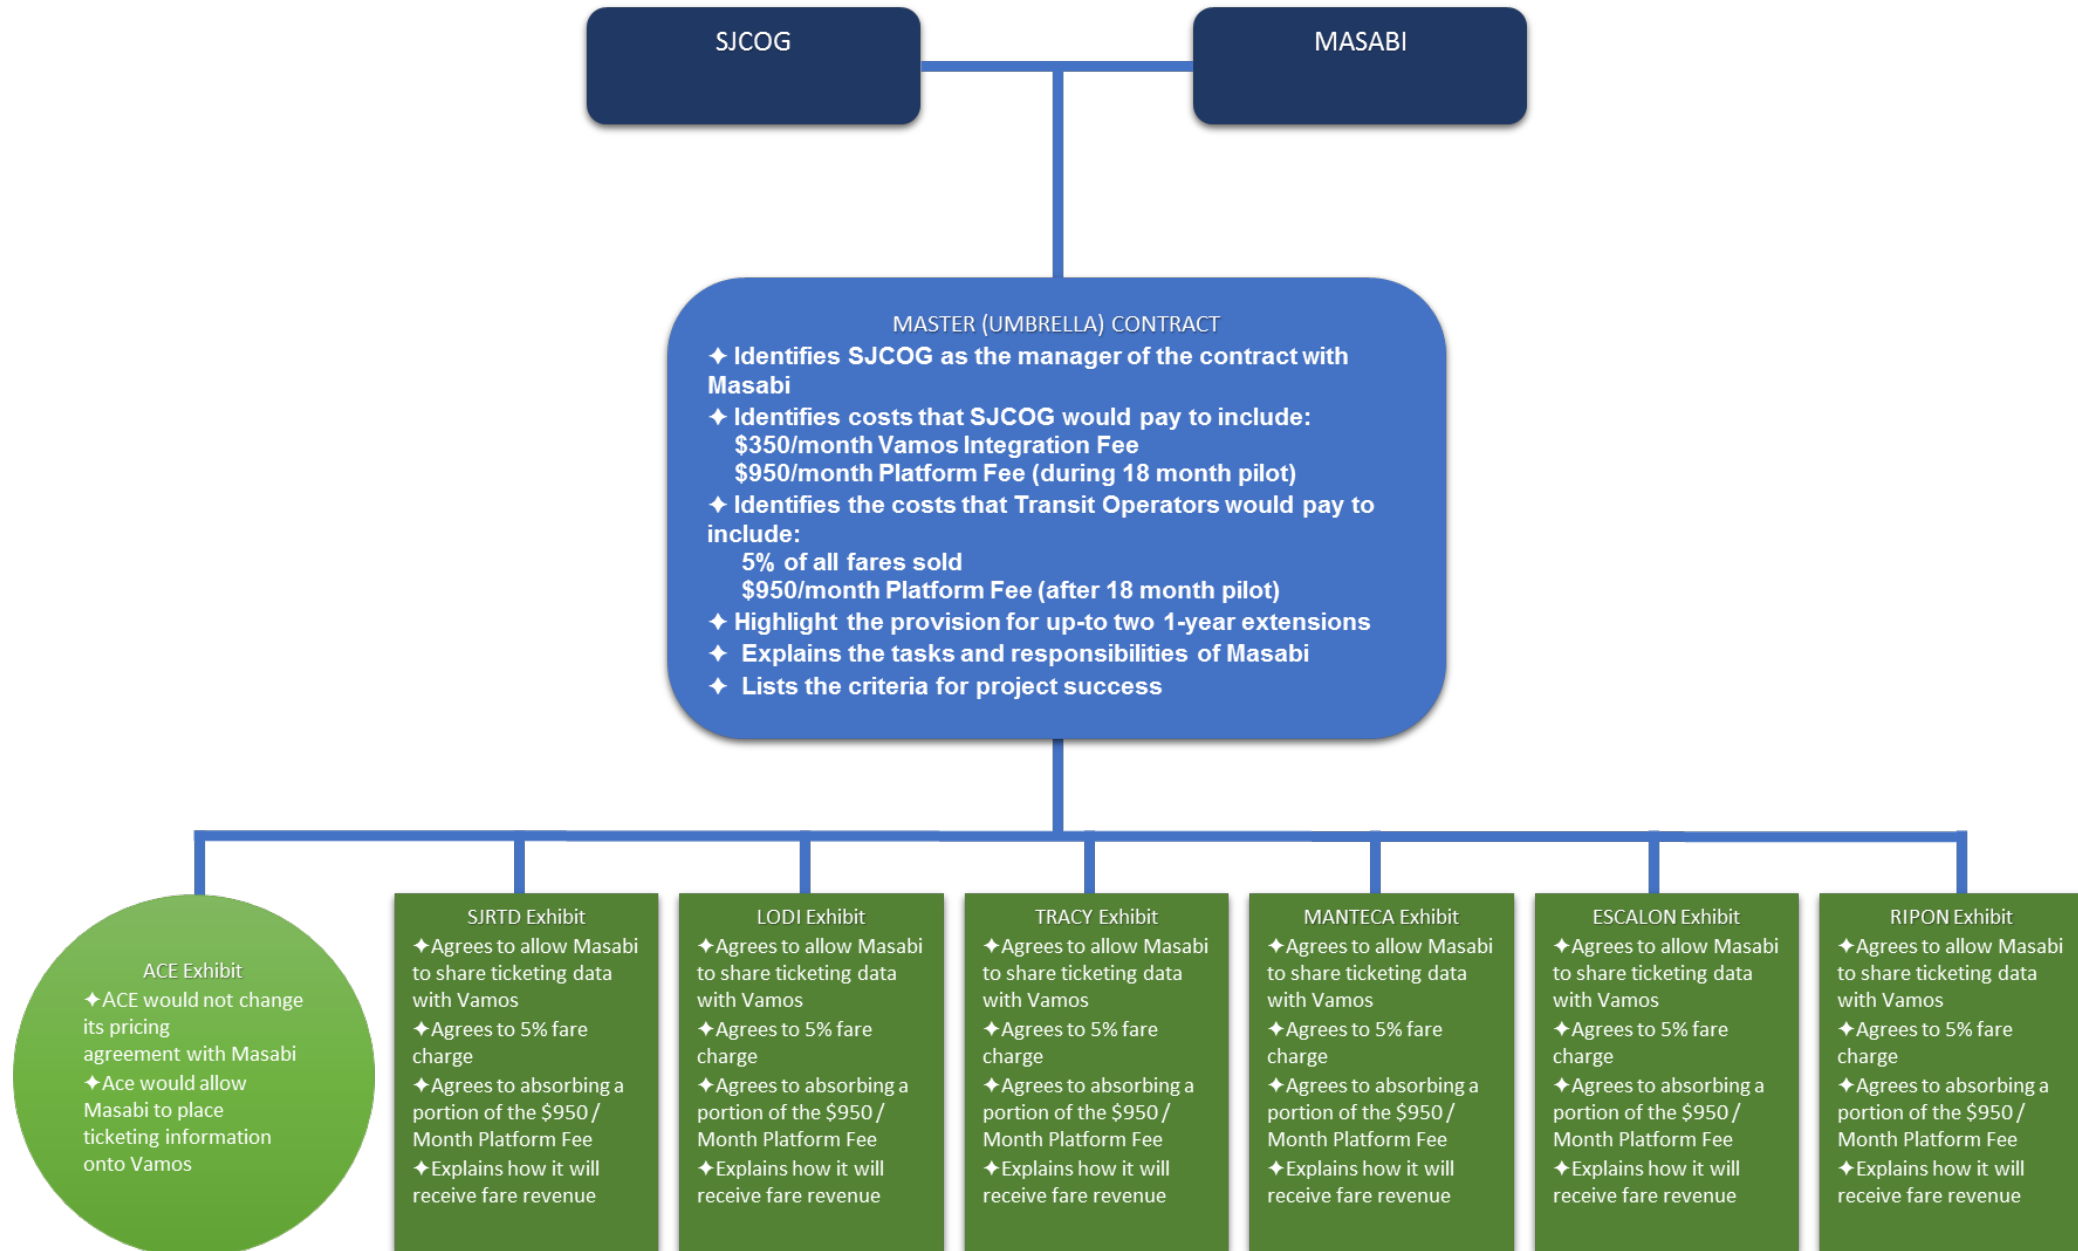 SJCOG
MASABI
MASTER (UMBRELLA) CONTRACT
✦ Identifies SJCOG as the manager of the contract with
Masabi
✦ Identifies costs that SJCOG would pay to include:
$350/month Vamos Integration Fee
$950/month Platform Fee (during 18 month pilot)
✦ Identifies the costs that Transit Operators would pay to
include:
5% of all fares sold
$950/month Platform Fee (after 18 month pilot)
✦ Highlight the provision for up-to two 1-year extensions
✦ Explains the tasks and responsibilities of Masabi
✦ Lists the criteria for project success
ACE Exhibit
✦ACE would not change
its pricing
agreement with Masabi
✦Ace would allow
Masabi to place
ticketing information
onto Vamos
SJRTD Exhibit
✦Agrees to allow Masabi
to share ticketing data
with Vamos
✦Agrees to 5% fare
charge
✦Agrees to absorbing a
portion of the $950 /
Month Platform Fee
✦Explains how it will
receive fare revenue
LODI Exhibit
✦Agrees to allow Masabi
to share ticketing data
with Vamos
✦Agrees to 5% fare
charge
✦Agrees to absorbing a
portion of the $950 /
Month Platform Fee
✦Explains how it will
receive fare revenue
TRACY Exhibit
✦Agrees to allow Masabi
to share ticketing data
with Vamos
✦Agrees to 5% fare
charge
✦Agrees to absorbing a
portion of the $950 /
Month Platform Fee
✦Explains how it will
receive fare revenue
MANTECA Exhibit
✦Agrees to allow Masabi
to share ticketing data
with Vamos
✦Agrees to 5% fare
charge
✦Agrees to absorbing a
portion of the $950 /
Month Platform Fee
✦Explains how it will
receive fare revenue
ESCALON Exhibit
✦Agrees to allow Masabi
to share ticketing data
with Vamos
✦Agrees to 5% fare
charge
✦Agrees to absorbing a
portion of the $950 /
Month Platform Fee
✦Explains how it will
receive fare revenue
RIPON Exhibit
✦Agrees to allow Masabi
to share ticketing data
with Vamos
✦Agrees to 5% fare
charge
✦Agrees to absorbing a
portion of the $950 /
Month Platform Fee
✦Explains how it will
receive fare revenue